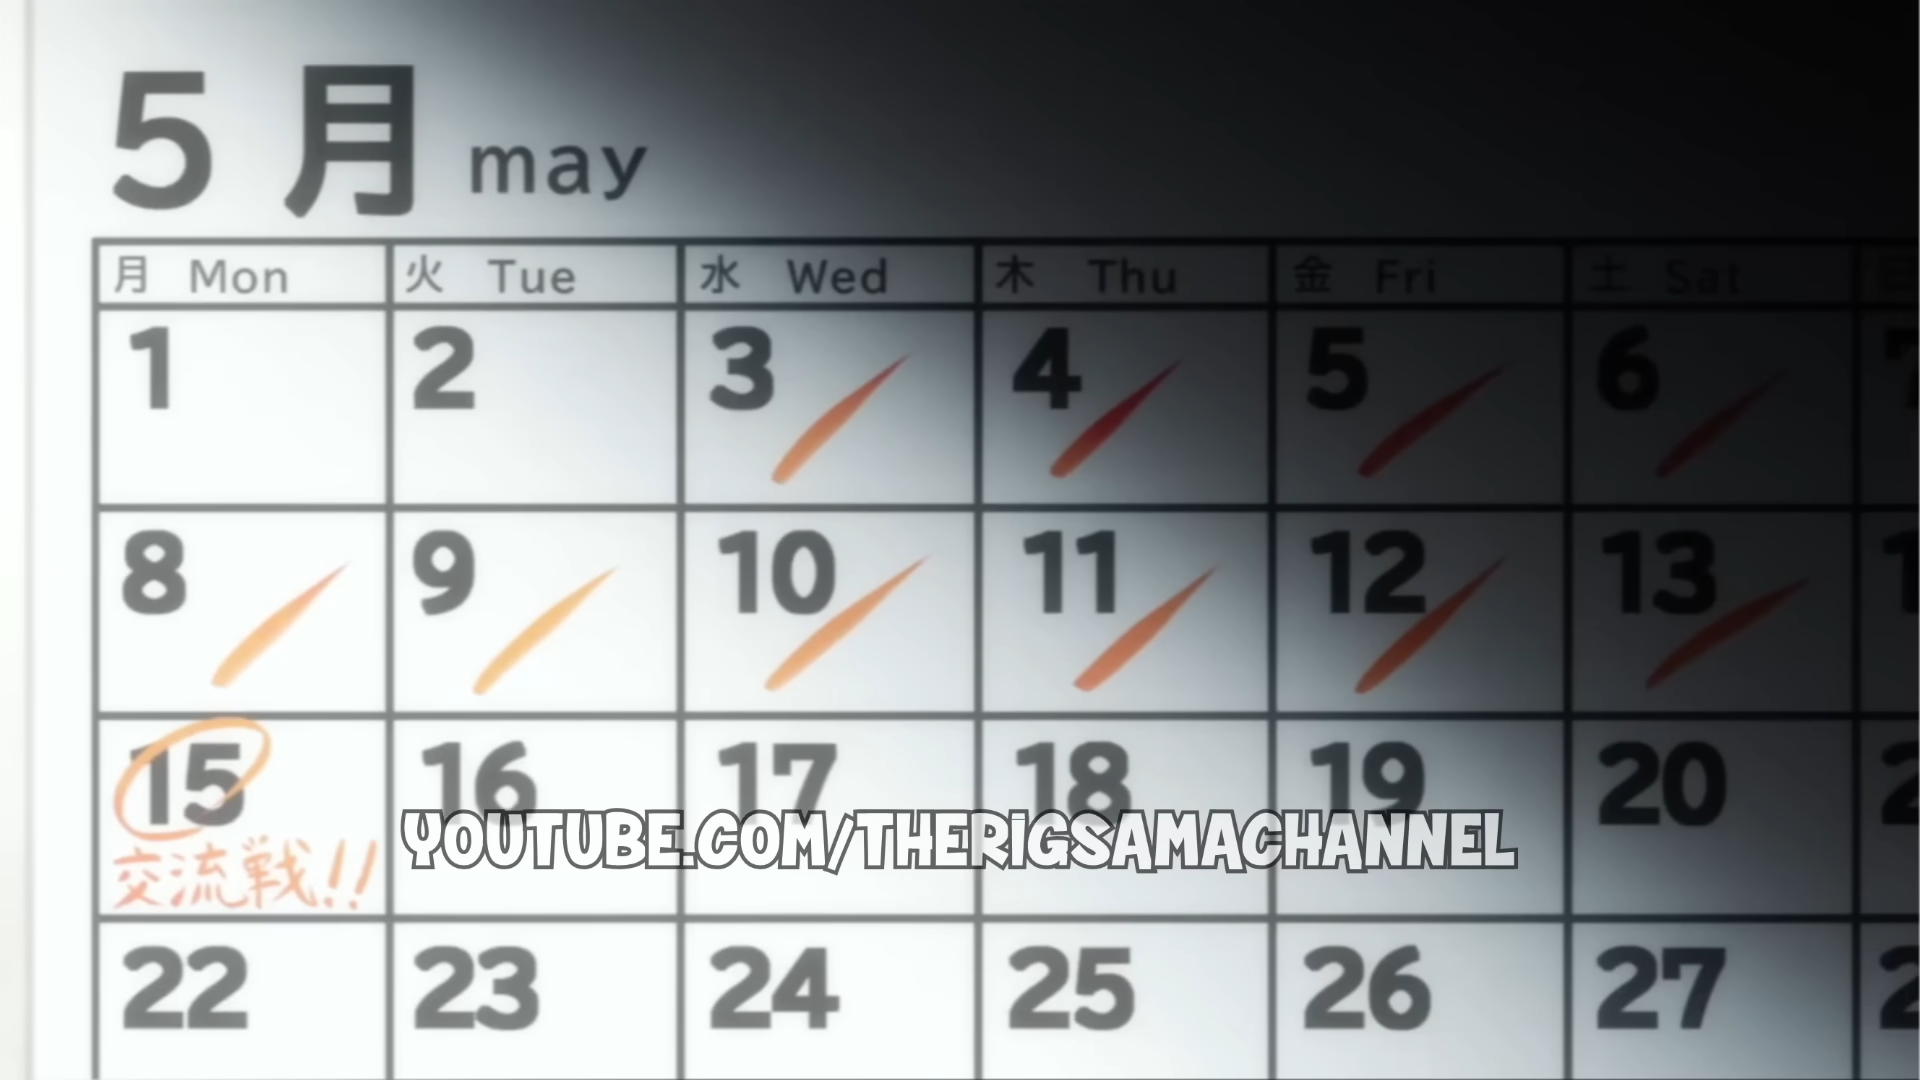 5月 may
月 Mon 火 Tue 水 Wed 木 Thu 金 Fri 土 Sat 日
1 2 3 4 5 6 7
8 9 10 11 12 13
15 16 17 18 19 20
交流戦!!
YOUTUBE.COM/THERIGSAMACHANNEL
22 23 24 25 26 27